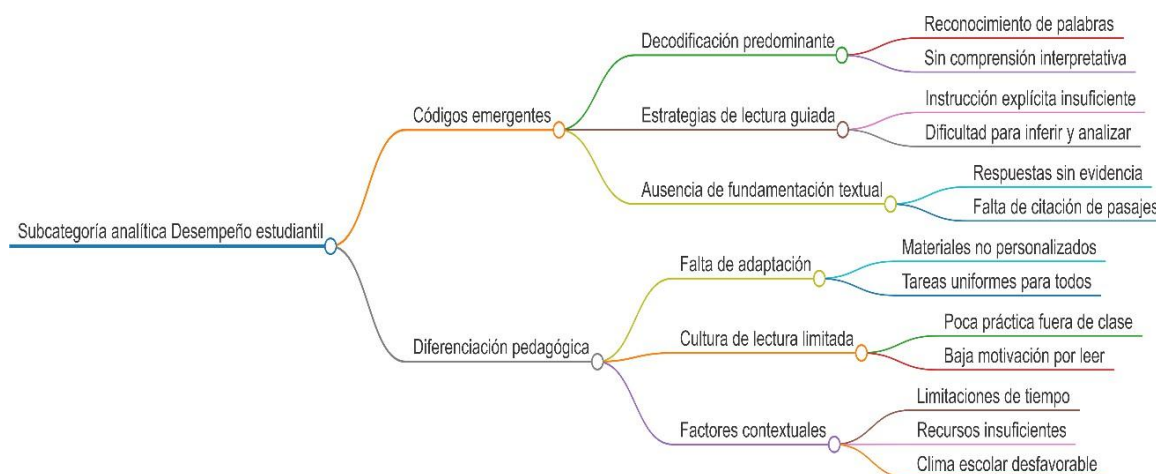 Subcategoría analítica Desempeño estudiantil
Códigos emergentes
Decodificación predominante
Reconocimiento de palabras
Sin comprensión interpretativa
Estrategias de lectura guiada
Instrucción explícita insuficiente
Dificultad para inferir y analizar
Ausencia de fundamentación textual
Respuestas sin evidencia
Falta de citación de pasajes
Diferenciación pedagógica
Falta de adaptación
Materiales no personalizados
Tareas uniformes para todos
Cultura de lectura limitada
Poca práctica fuera de clase
Baja motivación por leer
Factores contextuales
Limitaciones de tiempo
Recursos insuficientes
Clima escolar desfavorable